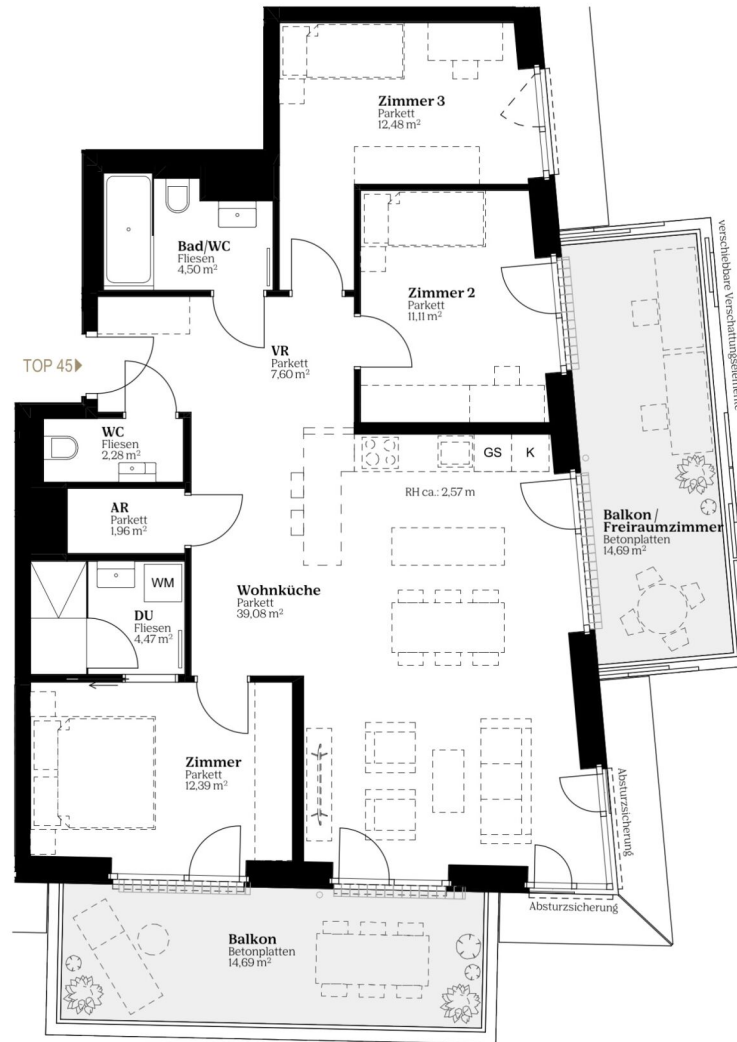 Zimmer 3
Parkett
12,48 m²
Bad/WC
Fliesen
4,50 m²
Zimmer 2
Parkett
11,11 m²
verschiebbare Verschattungselemente
VR
Parkett
7,60 m²
TOP 45
WC
Fliesen
2,28 m²
GS
K
RH ca.: 2,57 m
AR
Parkett
1,96 m²
Balkon /
Freiraumzimmer
Betonplatten
14,69 m²
WM
DU
Fliesen
4,47 m²
Wohnküche
Parkett
39,08 m²
Zimmer
Parkett
12,39 m²
Absturzsicherung
Absturzsicherung
Balkon
Betonplatten
14,69 m²